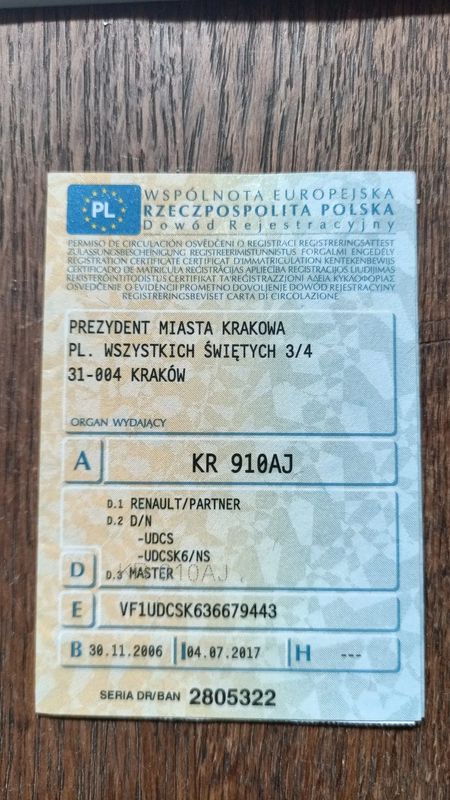 PL
WSPÓLNOTA EUROPEJSKA
RZECZPOSPOLITA POLSKA
Dowód Rejestracyjny
PERMISO DE CIRCULACIÓN OSVĚDČENÍ O REGISTRACI REGISTRERINGSATTEST
ZULASSUNGSBESCHEINIGUNG REGISTREERIMISTUNNISTUS FORGALMI ENGEDÉLY
REGISTRATION CERTIFICATE CERTIFICAT D'IMMATRICULATION KENTEKENBEWIJS
CERTIFICADO DE MATRICULA REĢISTRĀCIJAS APLIECĪBA REGISTRACIJOS LIUDIJIMAS
REKISTERÖINTITODISTUS CERTIFIKAT TA' REĠISTRAZZJONI ΑΔΕΙΑ ΚΥΚΛΟΦΟΡΙΑΣ
OSVEDČENIE O EVIDENCII PROMETNO DOVOLJENJE DOWÓD REJESTRACYJNY
REGISTRERINGSBEVISET CARTA DI CIRCOLAZIONE
PREZYDENT MIASTA KRAKOWA
PL. WSZYSTKICH ŚWIĘTYCH 3/4
31-004 KRAKÓW
ORGAN WYDAJĄCY
A KR 910AJ
D.1 RENAULT/PARTNER
D.2 D/N
-UDCS
-UDCSK6/NS
D D.3 MASTER 910AJ
E VF1UDCSK636679443
B 30.11.2006 I 04.07.2017 H ---
SERIA DR/BAN 2805322